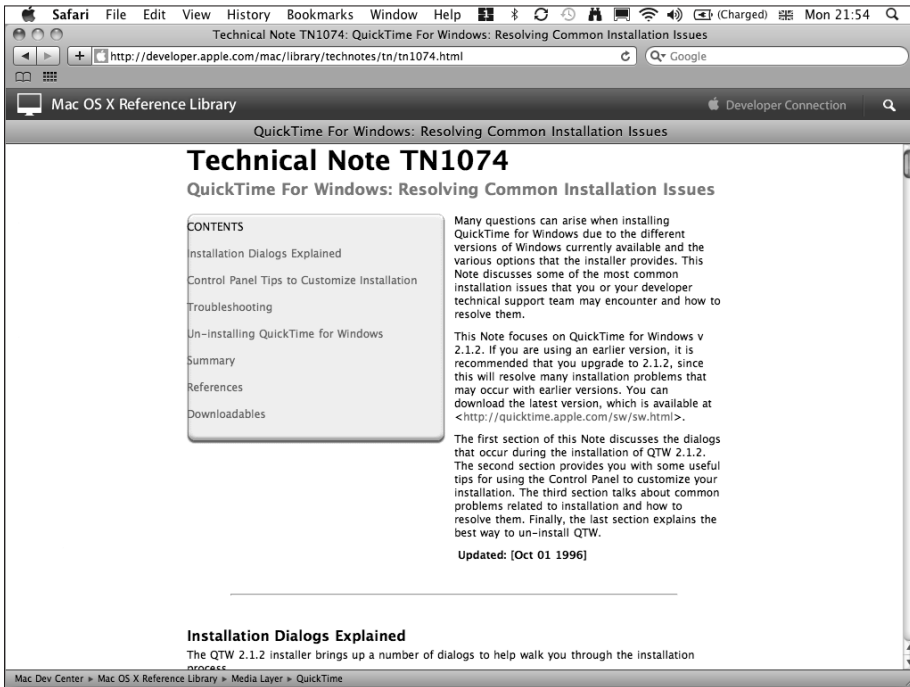 Safari File Edit View History Bookmarks Window Help (Charged) Mon 21:54
Technical Note TN1074: QuickTime For Windows: Resolving Common Installation Issues
http://developer.apple.com/mac/library/technotes/tn/tn1074.html
Google
Mac OS X Reference Library
Developer Connection
QuickTime For Windows: Resolving Common Installation Issues
Technical Note TN1074
QuickTime For Windows: Resolving Common Installation Issues
CONTENTS
Installation Dialogs Explained
Control Panel Tips to Customize Installation
Troubleshooting
Un-installing QuickTime for Windows
Summary
References
Downloadables
Many questions can arise when installing
QuickTime for Windows due to the different
versions of Windows currently available and the
various options that the installer provides. This
Note discusses some of the most common
installation issues that you or your developer
technical support team may encounter and how to
resolve them.
This Note focuses on QuickTime for Windows v
2.1.2. If you are using an earlier version, it is
recommended that you upgrade to 2.1.2, since
this will resolve many installation problems that
may occur with earlier versions. You can
download the latest version, which is available at
<http://quicktime.apple.com/sw/sw.html>.
The first section of this Note discusses the dialogs
that occur during the installation of QTW 2.1.2.
The second section provides you with some useful
tips for using the Control Panel to customize your
installation. The third section talks about common
problems related to installation and how to
resolve them. Finally, the last section explains the
best way to un-install QTW.
Updated: [Oct 01 1996]
Installation Dialogs Explained
The QTW 2.1.2 installer brings up a number of dialogs to help walk you through the installation
process.
Mac Dev Center » Mac OS X Reference Library » Media Layer » QuickTime